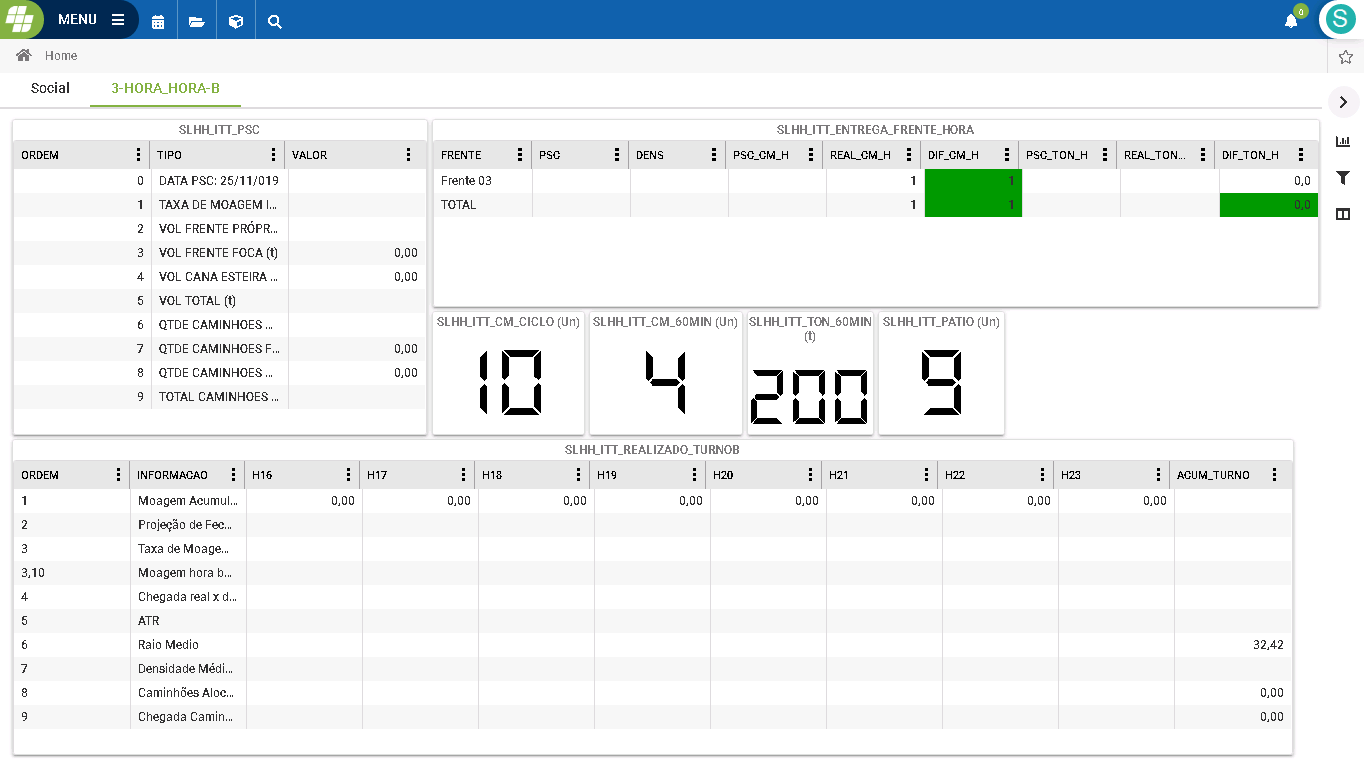 MENU
0
S
Home
Social 3-HORA_HORA-B
SLHH_ITT_PSC
ORDEM TIPO VALOR
0 DATA PSC: 25/11/019
1 TAXA DE MOAGEM I...
2 VOL FRENTE PRÓPR...
3 VOL FRENTE FOCA (t) 0,00
4 VOL CANA ESTEIRA ... 0,00
5 VOL TOTAL (t)
6 QTDE CAMINHOES ...
7 QTDE CAMINHOES F... 0,00
8 QTDE CAMINHOES ... 0,00
9 TOTAL CAMINHOES ...
SLHH_ITT_ENTREGA_FRENTE_HORA
FRENTE PSC DENS PSC_CM_H REAL_CM_H DIF_CM_H PSC_TON_H REAL_TON... DIF_TON_H
Frente 03 1 1 0,0
TOTAL 1 1 0,0
SLHH_ITT_CM_CICLO (Un)
10
SLHH_ITT_CM_60MIN (Un)
4
SLHH_ITT_TON_60MIN
(t)
200
SLHH_ITT_PATIO (Un)
9
SLHH_ITT_REALIZADO_TURNOB
ORDEM INFORMACAO H16 H17 H18 H19 H20 H21 H22 H23 ACUM_TURNO
1 Moagem Acumul... 0,00 0,00 0,00 0,00 0,00 0,00 0,00 0,00
2 Projeção de Fec...
3 Taxa de Moage...
3,10 Moagem hora b...
4 Chegada real x d...
5 ATR
6 Raio Medio 32,42
7 Densidade Médi...
8 Caminhões Aloc... 0,00
9 Chegada Camin... 0,00